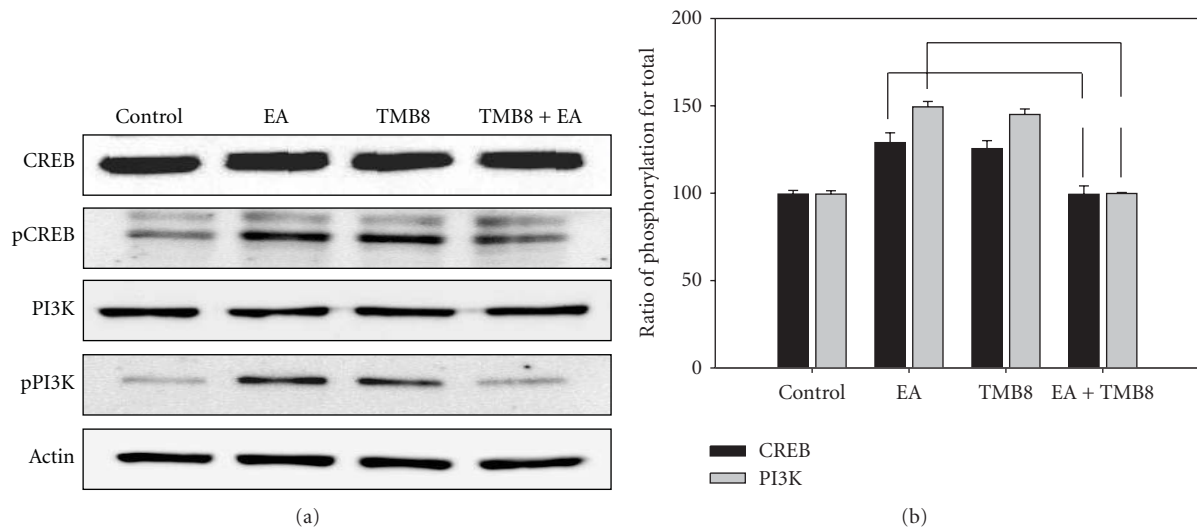 Control EA TMB8 TMB8 + EA
CREB
pCREB
PI3K
pPI3K
Actin
(a)
Ratio of phosphorylation for total
200
150
100
50
0
Control EA TMB8 EA + TMB8
CREB
PI3K
(b)